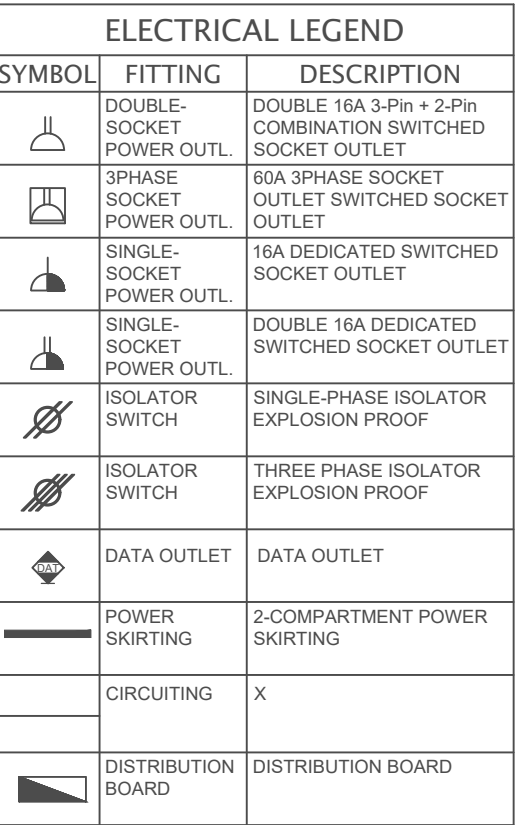 ELECTRICAL LEGEND
SYMBOL FITTING DESCRIPTION
DOUBLE-
SOCKET
POWER OUTL.
DOUBLE 16A 3-Pin + 2-Pin
COMBINATION SWITCHED
SOCKET OUTLET
3PHASE
SOCKET
POWER OUTL.
60A 3PHASE SOCKET
OUTLET SWITCHED SOCKET
OUTLET
SINGLE-
SOCKET
POWER OUTL.
16A DEDICATED SWITCHED
SOCKET OUTLET
SINGLE-
SOCKET
POWER OUTL.
DOUBLE 16A DEDICATED
SWITCHED SOCKET OUTLET
ISOLATOR
SWITCH
SINGLE-PHASE ISOLATOR
EXPLOSION PROOF
ISOLATOR
SWITCH
THREE PHASE ISOLATOR
EXPLOSION PROOF
DAT
DATA OUTLET
DATA OUTLET
POWER
SKIRTING
2-COMPARTMENT POWER
SKIRTING
CIRCUITING
X
DISTRIBUTION
BOARD
DISTRIBUTION BOARD